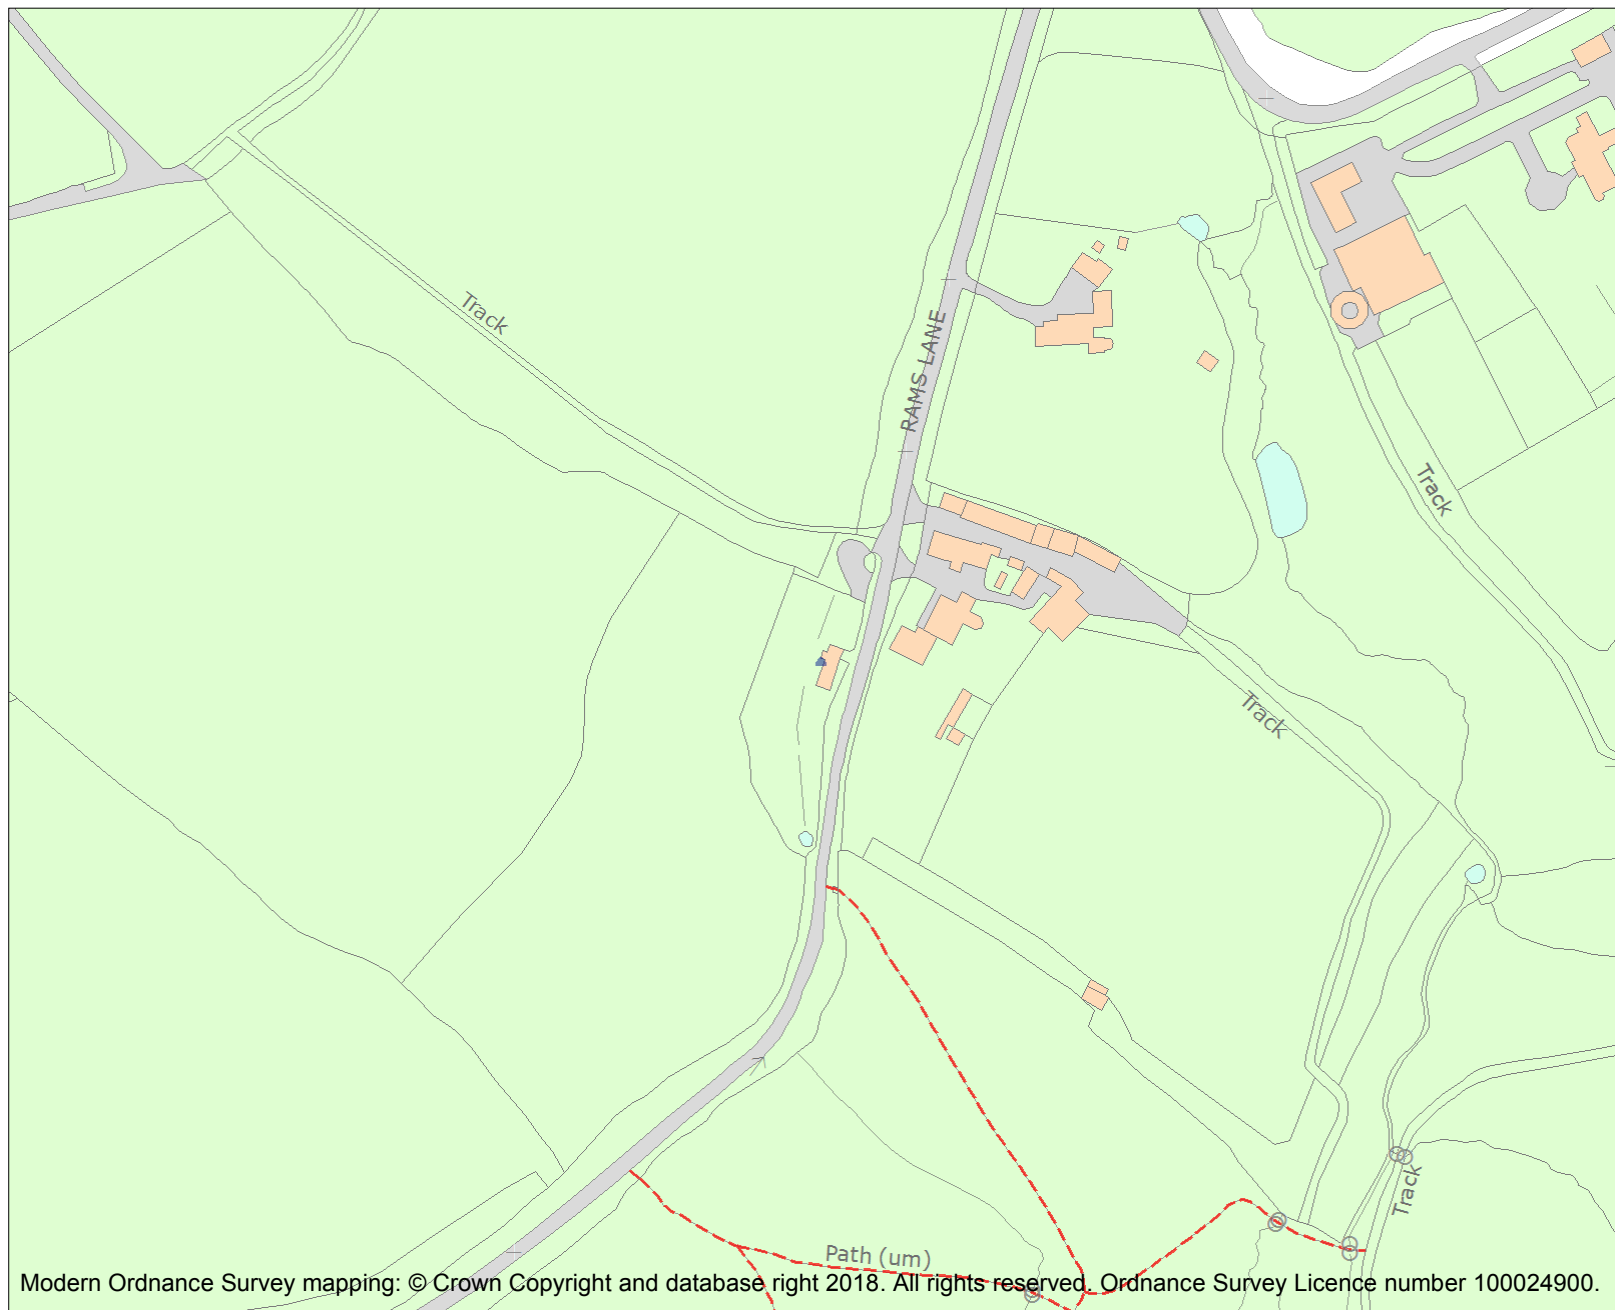 Track
RAMS LANE
Track
Track
Track
Path (um)
Modern Ordnance Survey mapping: © Crown Copyright and database right 2018. All rights reserved. Ordnance Survey Licence number 100024900.